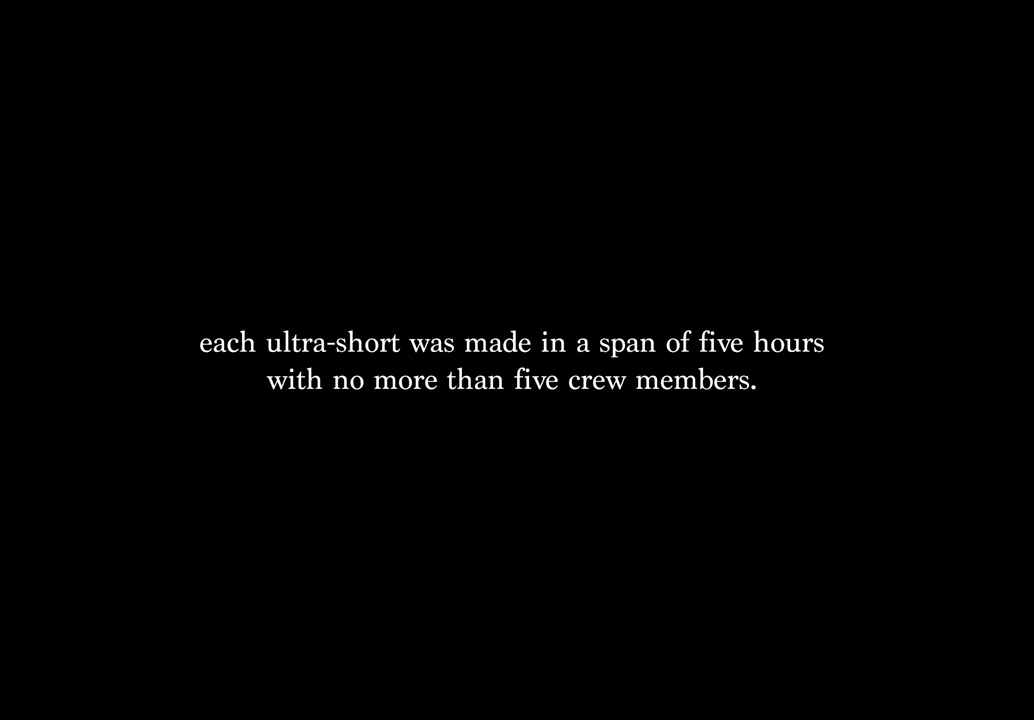 each ultra-short was made in a span of five hours
with no more than five crew members.